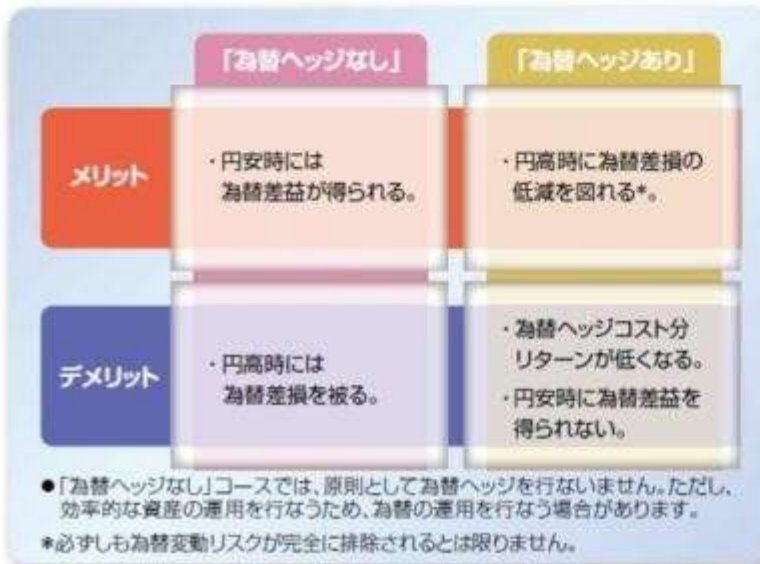 「為替ヘッジなし」
「為替ヘッジあり」
メリット
・円安時には
為替差益が得られる。
・円高時に為替差損の
低減を図れる*。
デメリット
・円高時には
為替差損を被る。
・為替ヘッジコスト分
リターンが低くなる。
・円安時に為替差益を
得られない。
●「為替ヘッジなし」コースでは、原則として為替ヘッジを行ないません。ただし、
効率的な資産の運用を行なうため、為替の運用を行なう場合があります。
*必ずしも為替変動リスクが完全に排除されるとは限りません。